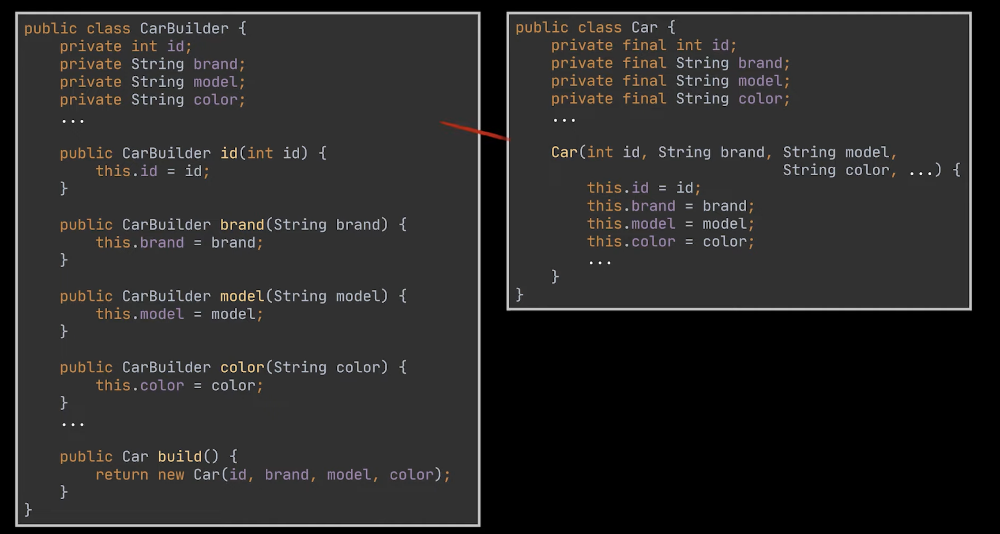 public class CarBuilder {
    private int id;
    private String brand;
    private String model;
    private String color;
    ...
    public CarBuilder id(int id) {
        this.id = id;
    }
    public CarBuilder brand(String brand) {
        this.brand = brand;
    }
    public CarBuilder model(String model) {
        this.model = model;
    }
    public CarBuilder color(String color) {
        this.color = color;
    }
    ...
    public Car build() {
        return new Car(id, brand, model, color);
    }
}
public class Car {
    private final int id;
    private final String brand;
    private final String model;
    private final String color;
    ...
    Car(int id, String brand, String model,
                              String color, ...) {
        this.id = id;
        this.brand = brand;
        this.model = model;
        this.color = color;
        ...
    }
}